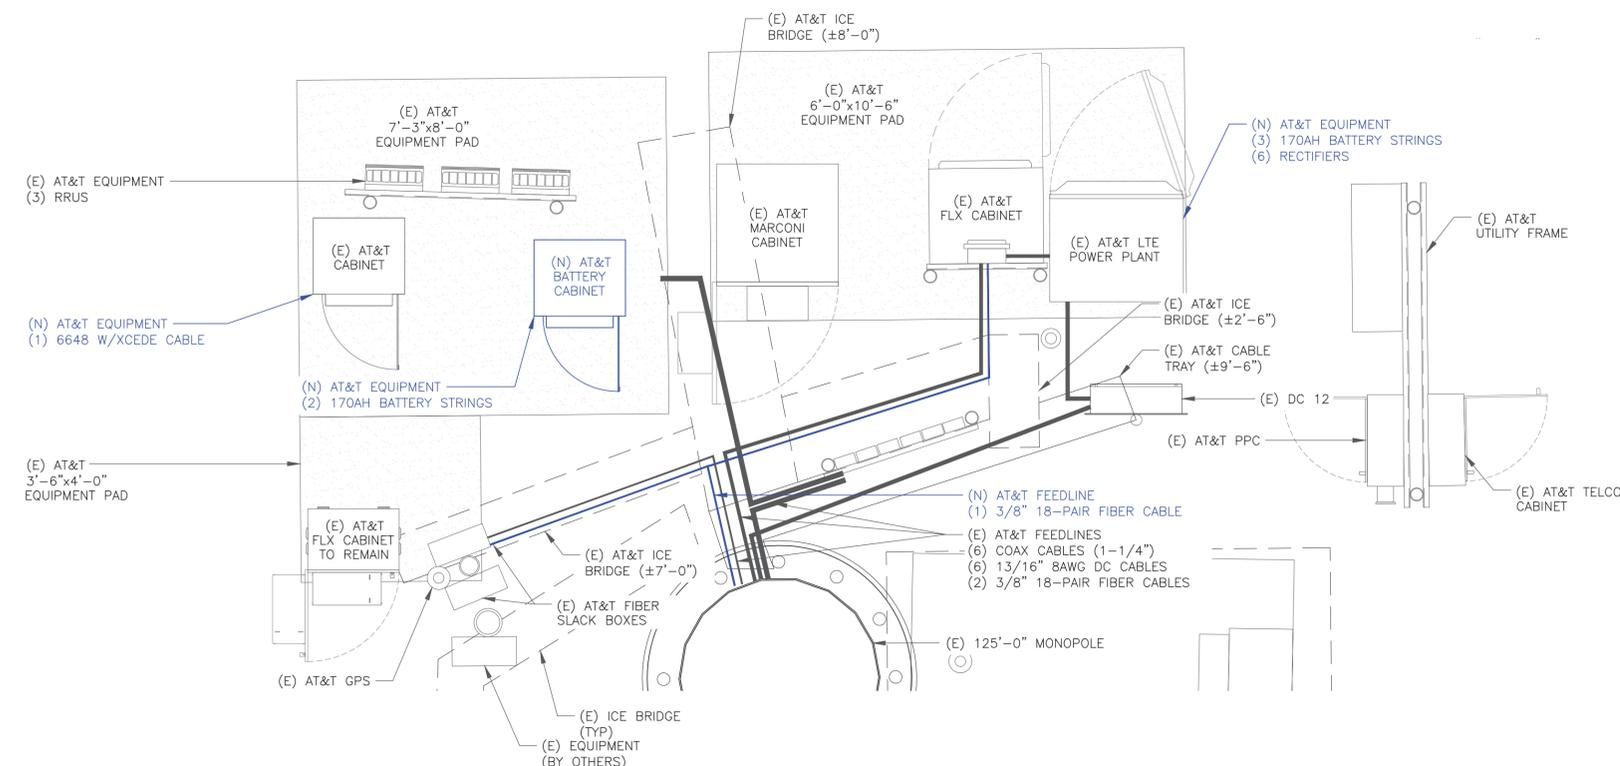 (E) AT&T ICE
BRIDGE (±8'-0")
(E) AT&T
7'-3"x8'-0"
EQUIPMENT PAD
(E) AT&T
6'-0"x10'-6"
EQUIPMENT PAD
(N) AT&T EQUIPMENT
(3) 170AH BATTERY STRINGS
(6) RECTIFIERS
(E) AT&T EQUIPMENT
(3) RRUS
(E) AT&T
CABINET
(N) AT&T
BATTERY
CABINET
(E) AT&T
MARCONI
CABINET
(E) AT&T
FLX CABINET
(E) AT&T LTE
POWER PLANT
(E) AT&T
UTILITY FRAME
(N) AT&T EQUIPMENT
(1) 6648 W/XCEDE CABLE
(E) AT&T ICE
BRIDGE (±2'-6")
(E) AT&T CABLE
TRAY (±9'-6")
(N) AT&T EQUIPMENT
(2) 170AH BATTERY STRINGS
(E) DC 12
(E) AT&T PPC
(E) AT&T
3'-6"x4'-0"
EQUIPMENT PAD
(E) AT&T TELCO
CABINET
(N) AT&T FEEDLINE
(1) 3/8" 18-PAIR FIBER CABLE
(E) AT&T
FLX CABINET
TO REMAIN
(E) AT&T FEEDLINES
(6) COAX CABLES (1-1/4")
(6) 13/16" 8AWG DC CABLES
(2) 3/8" 18-PAIR FIBER CABLES
(E) AT&T ICE
BRIDGE (±7'-0")
(E) AT&T FIBER
SLACK BOXES
(E) 125'-0" MONOPOLE
(E) AT&T GPS
(E) ICE BRIDGE
(TYP)
(E) EQUIPMENT
(BY OTHERS)